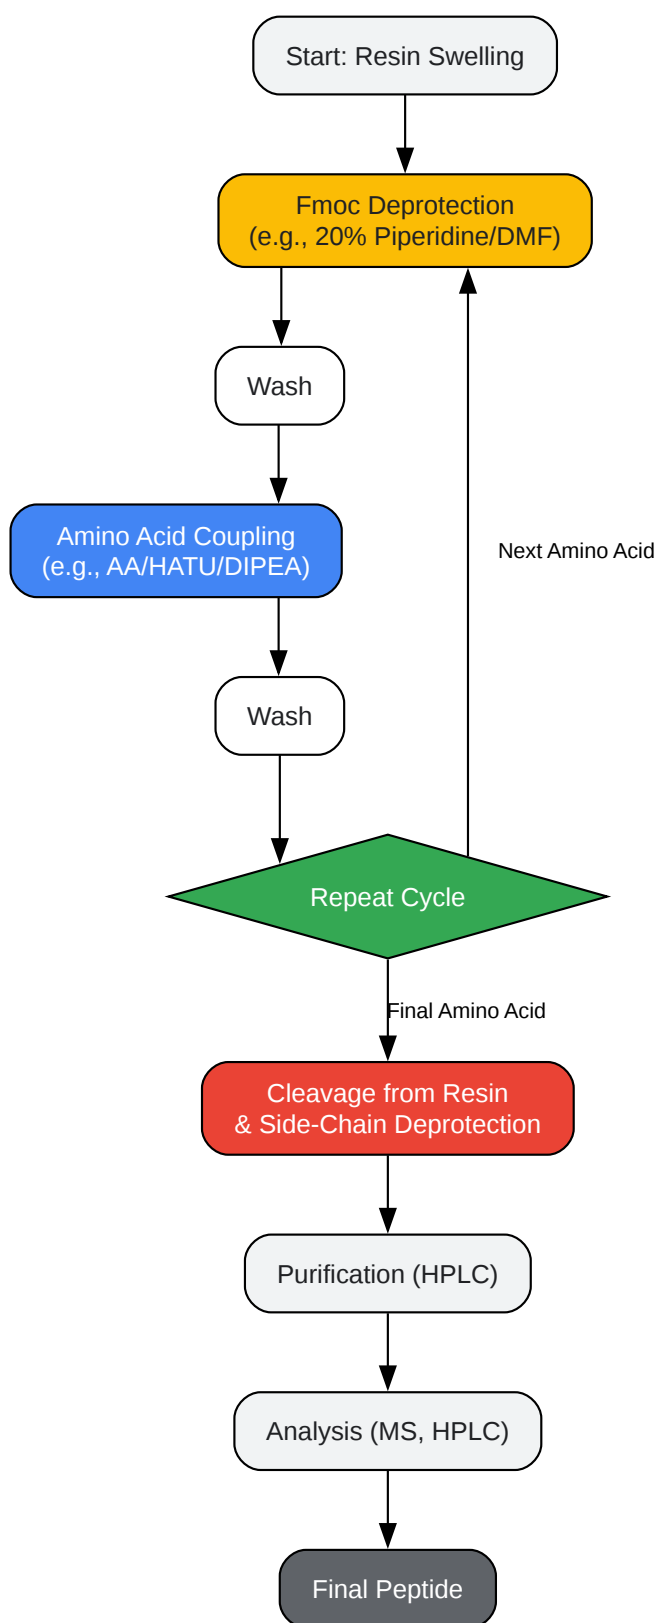 Start: Resin Swelling
Fmoc Deprotection
(e.g., 20% Piperidine/DMF)
Wash
Amino Acid Coupling
(e.g., AA/HATU/DIPEA)
Next Amino Acid
Wash
Repeat Cycle
Final Amino Acid
Cleavage from Resin
& Side-Chain Deprotection
Purification (HPLC)
Analysis (MS, HPLC)
Final Peptide